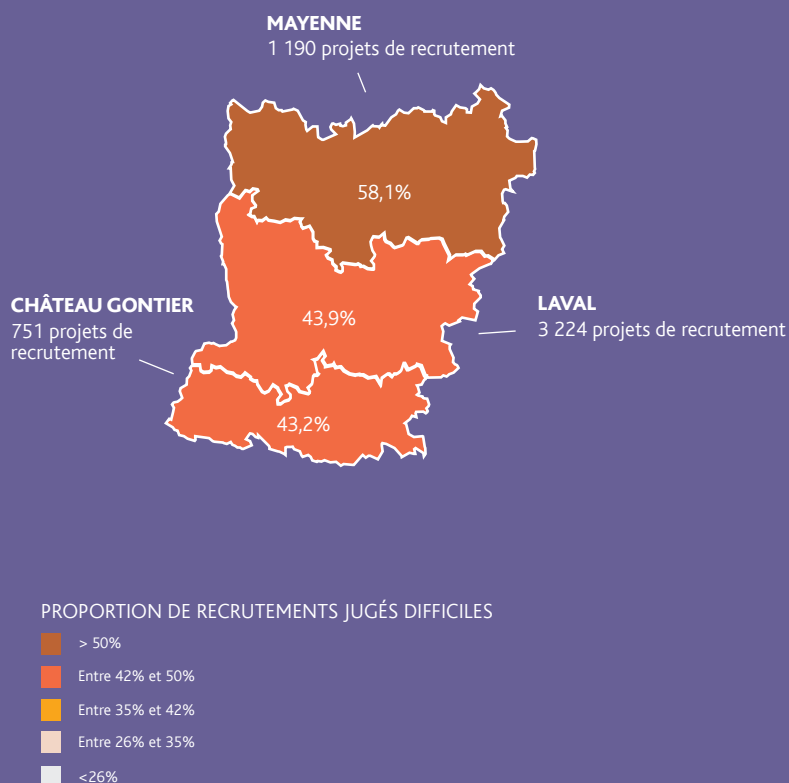 MAYENNE
1 190 projets de recrutement
58,1%
CHÂTEAU GONTIER
751 projets de
recrutement
43,9%
LAVAL
3 224 projets de recrutement
43,2%
PROPORTION DE RECRUTEMENTS JUGÉS DIFFICILES
> 50%
Entre 42% et 50%
Entre 35% et 42%
Entre 26% et 35%
<26%